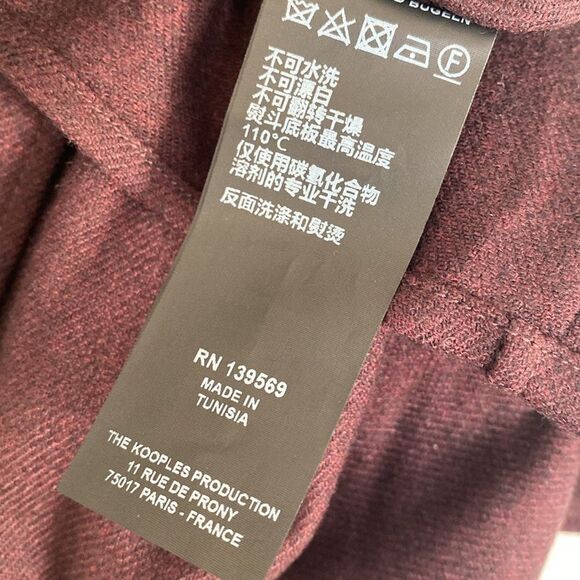 BÜGELN
不可水洗
不可漂白
不可翻转干燥
熨斗底板最高温度
110℃
仅使用碳氢化合物
溶剂的专业干洗
反面洗涤和熨烫
RN 139569
MADE IN
TUNISIA
THE KOOPLES PRODUCTION
11 RUE DE PRONY
75017 PARIS - FRANCE